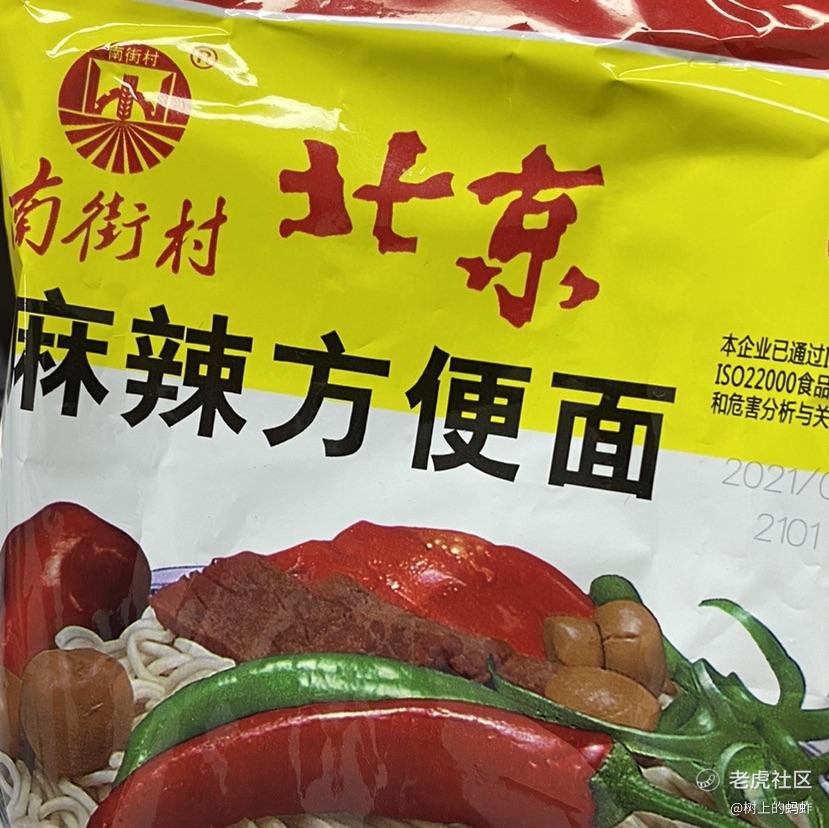 南街村
®
北京
南街村
麻辣方便面
本企业已通过
ISO22000食品
和危害分析与关
2021/0
2101
老虎社区
@树上的蚂蚱